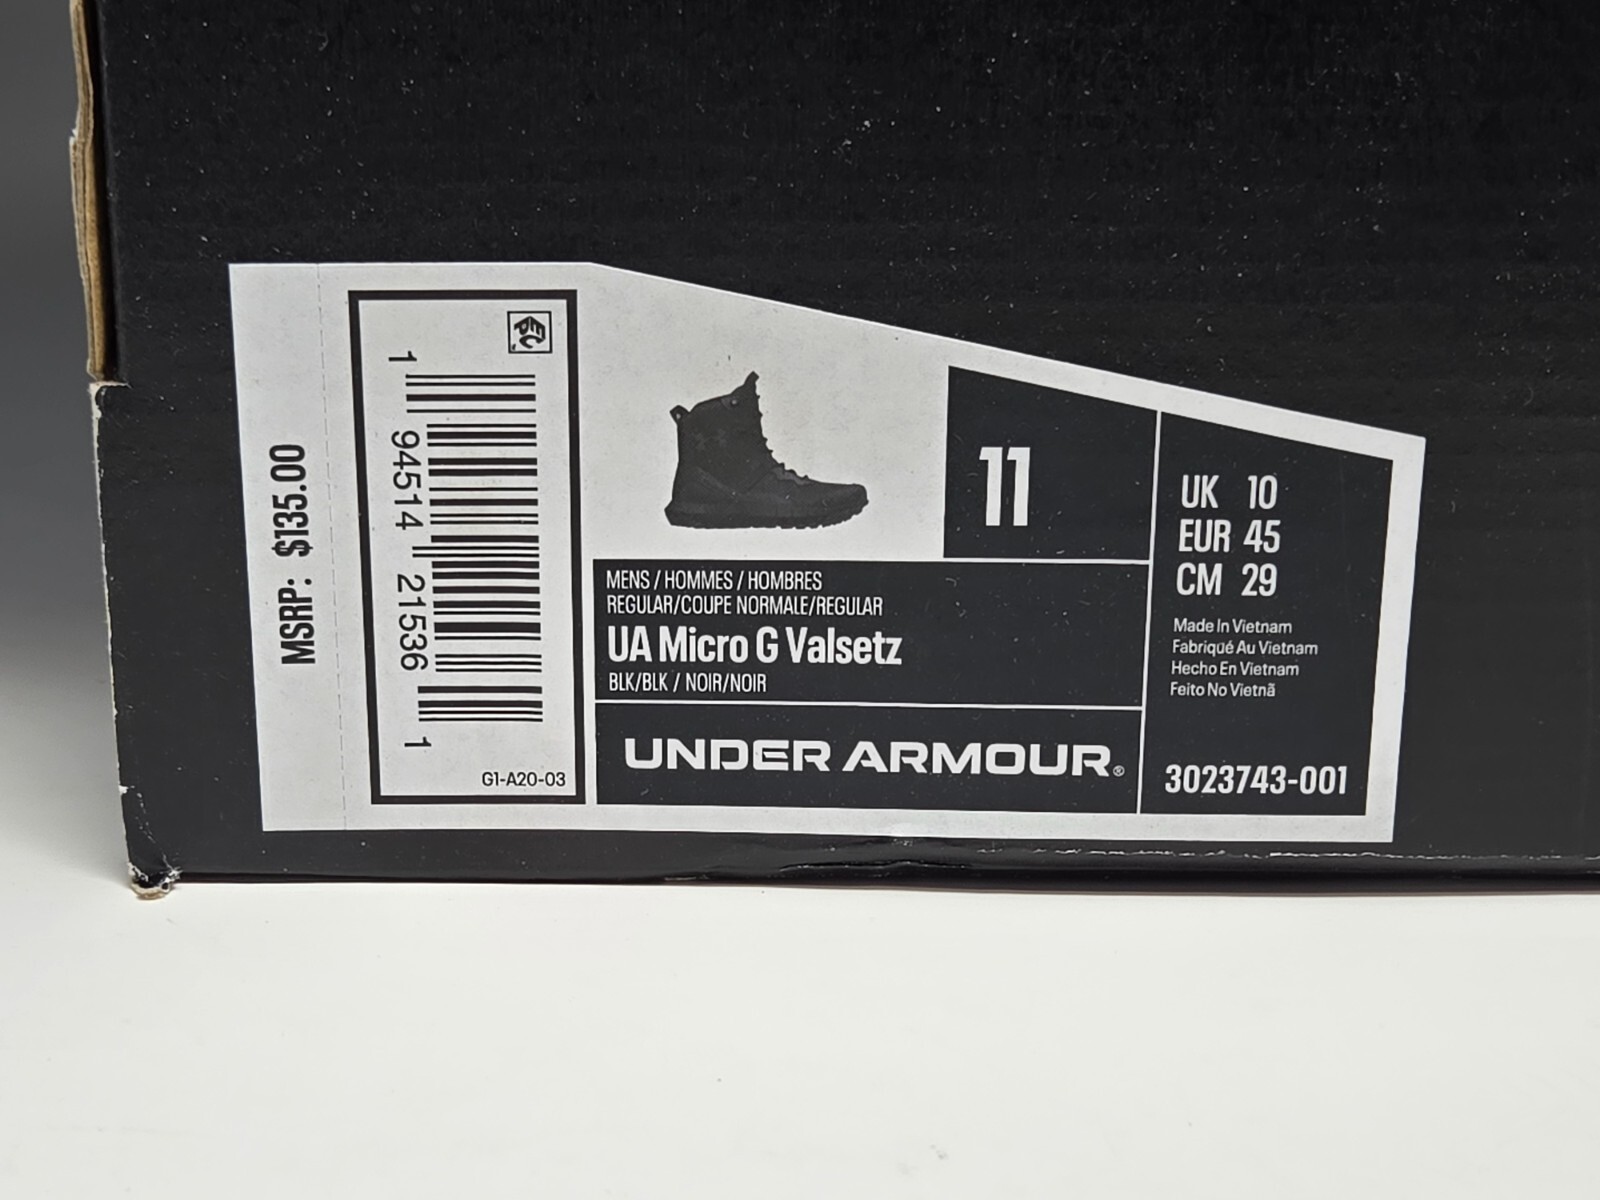 MSRP: $135.00
EPC
1 94514 21536 1
G1-A20-03
11
UK 10
EUR 45
CM 29
MENS / HOMMES / HOMBRES
REGULAR/COUPE NORMALE/REGULAR
UA Micro G Valsetz
BLK/BLK / NOIR/NOIR
Made In Vietnam
Fabriqué Au Vietnam
Hecho En Vietnam
Feito No Vietnã
UNDER ARMOUR®
3023743-001